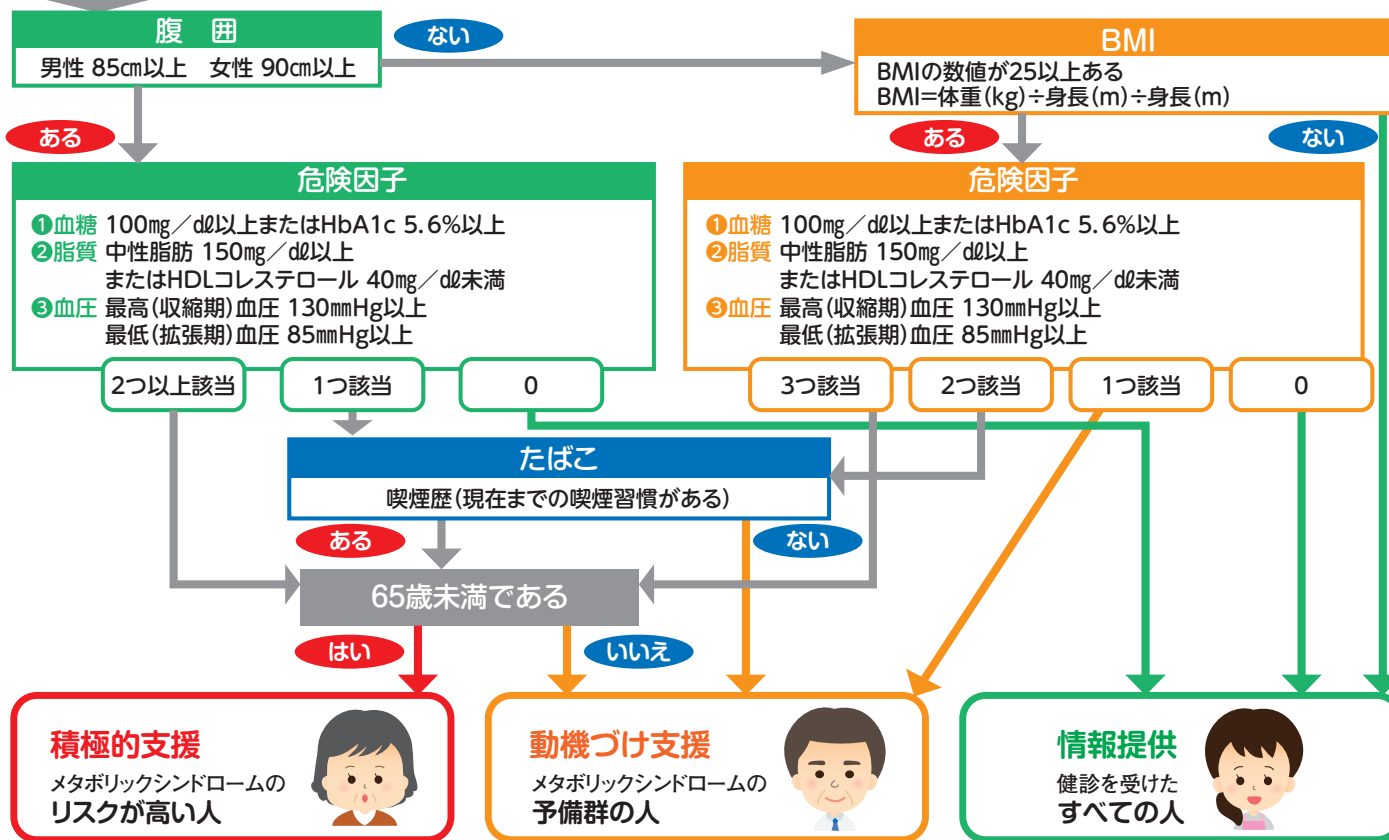 腹 囲
男性 85㎝以上 女性 90㎝以上
ない
BMI
BMIの数値が25以上ある
BMI=体重(kg)÷身長(m)÷身長(m)
ある
ある
ない
危険因子
❶血糖 100㎎／㎗以上またはHbA1c 5.6%以上
❷脂質 中性脂肪 150㎎／㎗以上
またはHDLコレステロール 40㎎／㎗未満
❸血圧 最高(収縮期)血圧 130mmHg以上
最低(拡張期)血圧 85mmHg以上
2つ以上該当
1つ該当
0
危険因子
❶血糖 100㎎／㎗以上またはHbA1c 5.6%以上
❷脂質 中性脂肪 150㎎／㎗以上
またはHDLコレステロール 40㎎／㎗未満
❸血圧 最高(収縮期)血圧 130mmHg以上
最低(拡張期)血圧 85mmHg以上
3つ該当
2つ該当
1つ該当
0
たばこ
喫煙歴(現在までの喫煙習慣がある)
ある
ない
65歳未満である
はい
いいえ
積極的支援
メタボリックシンドロームの
リスクが高い人
動機づけ支援
メタボリックシンドロームの
予備群の人
情報提供
健診を受けた
すべての人